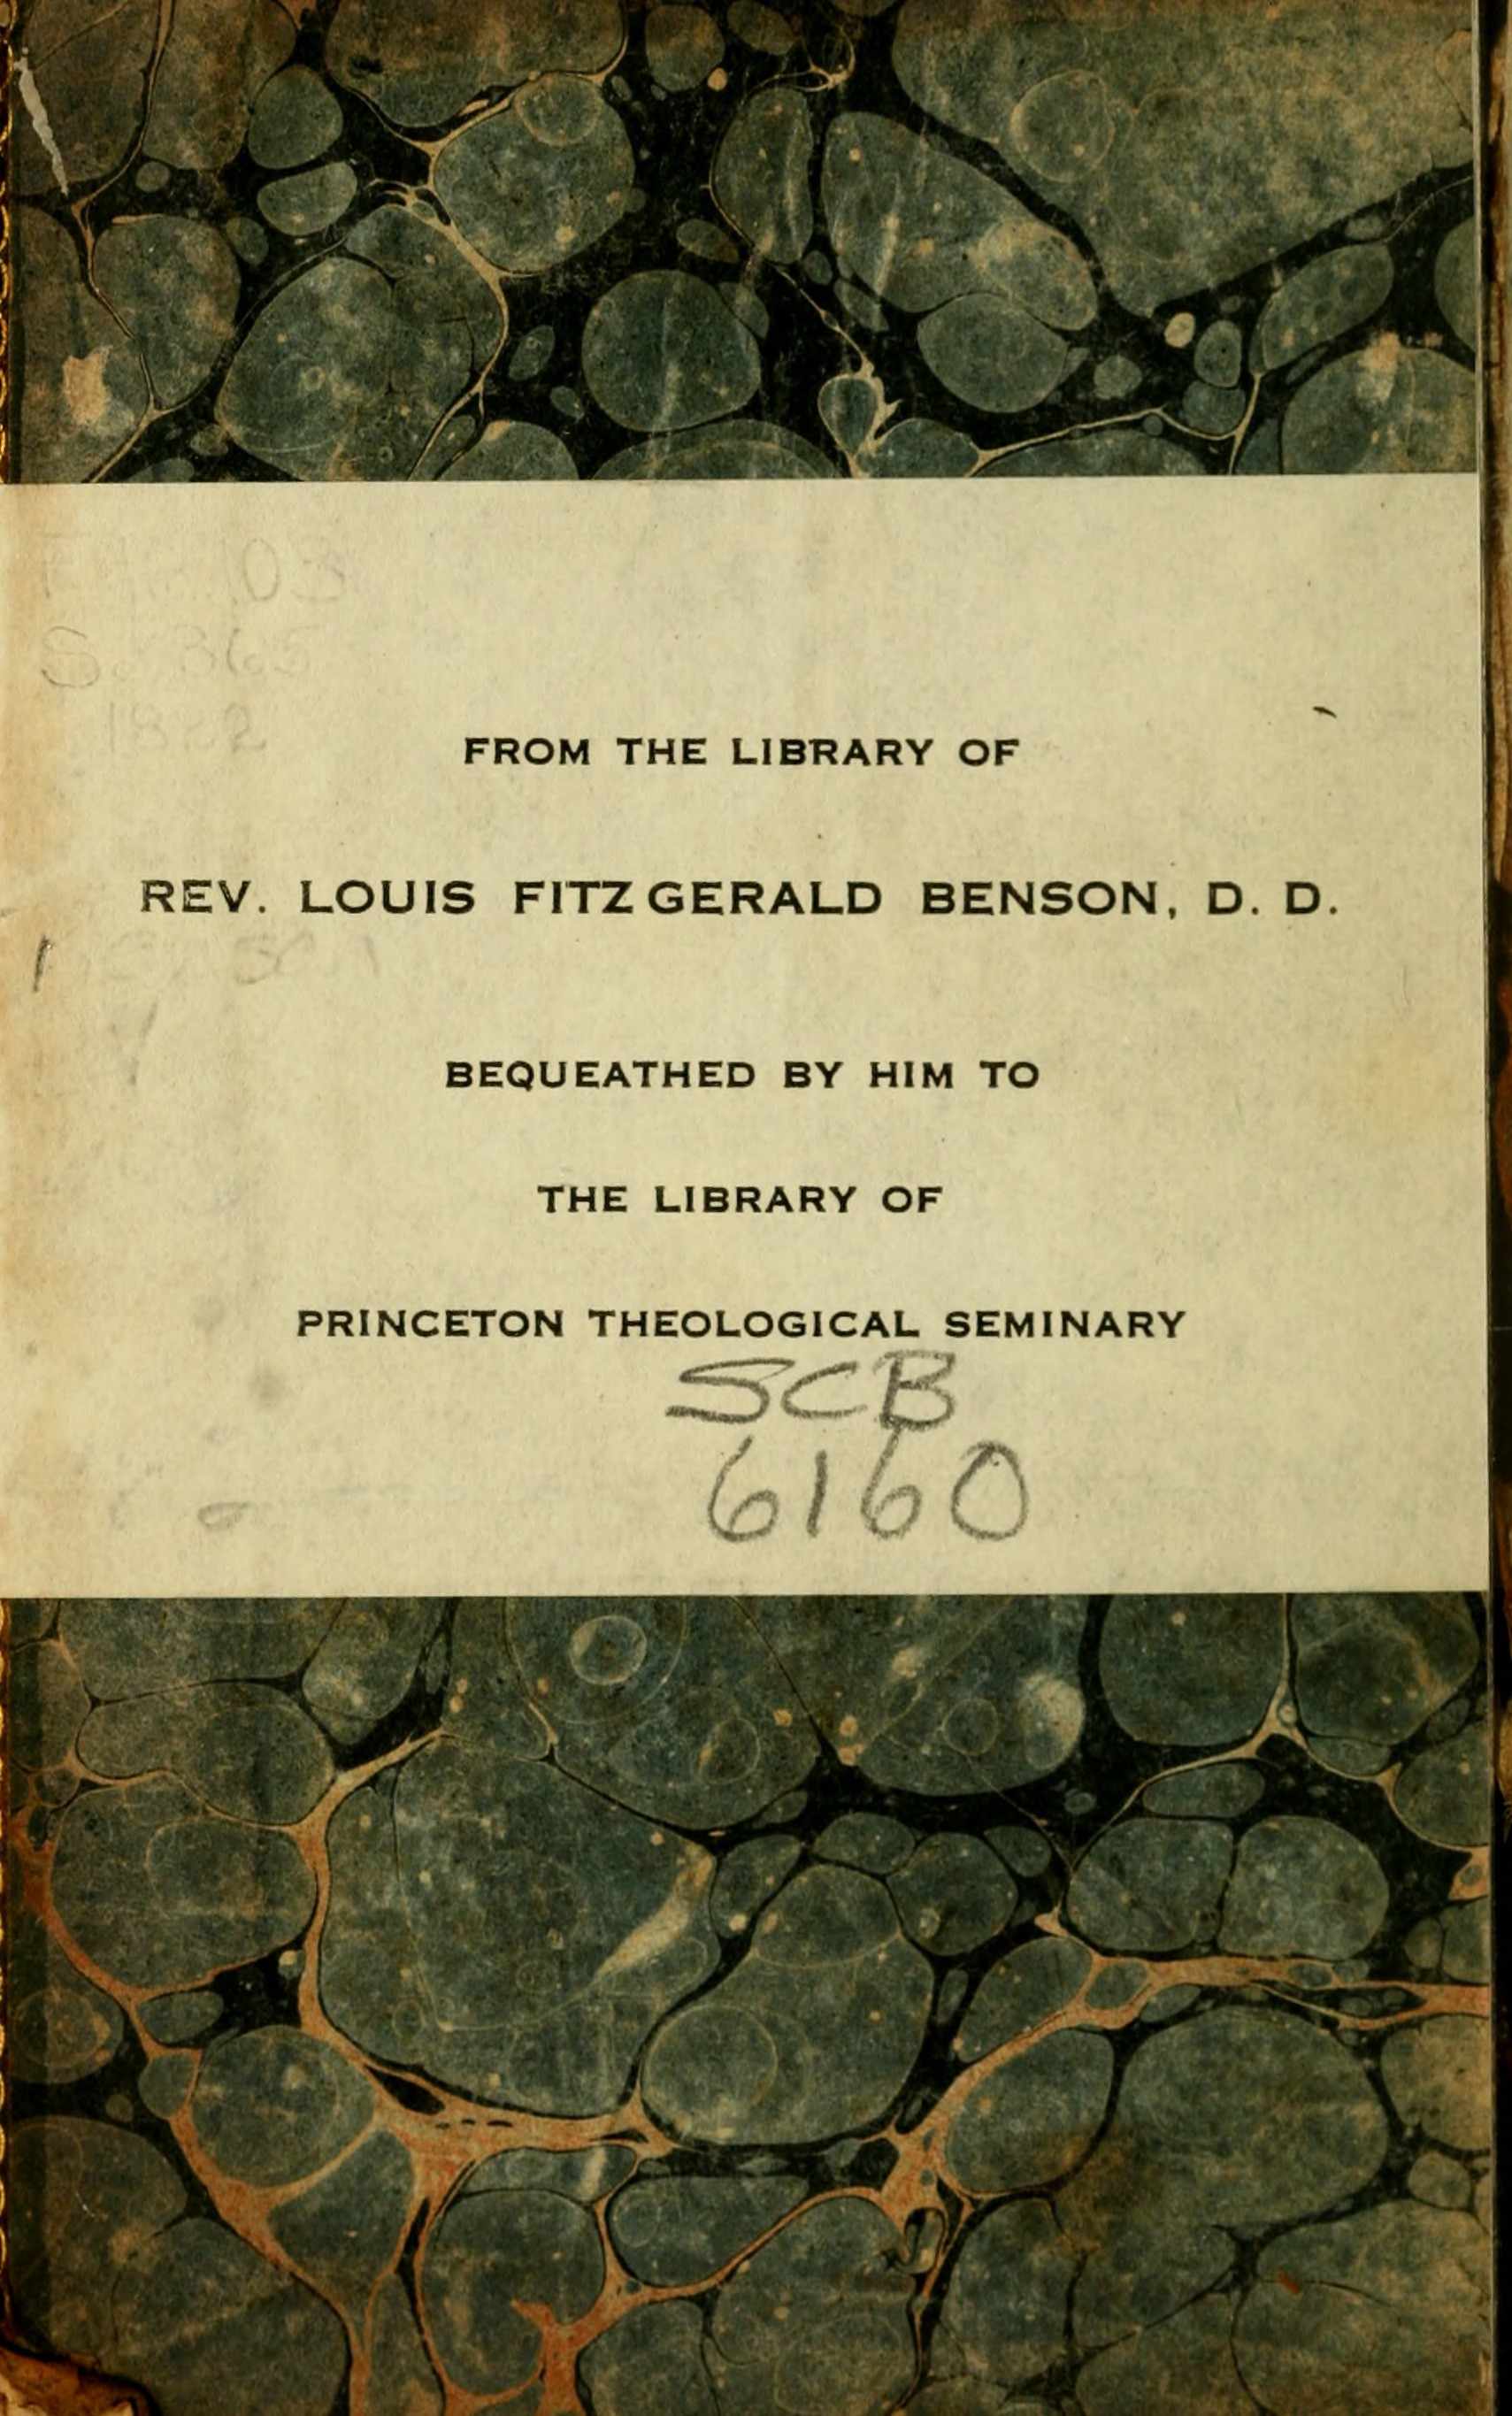 FROM THE LIBRARY OF
REV. LOUIS FITZGERALD BENSON, D. D.
BEQUEATHED BY HIM TO
THE LIBRARY OF
PRINCETON THEOLOGICAL SEMINARY
SCB
6160